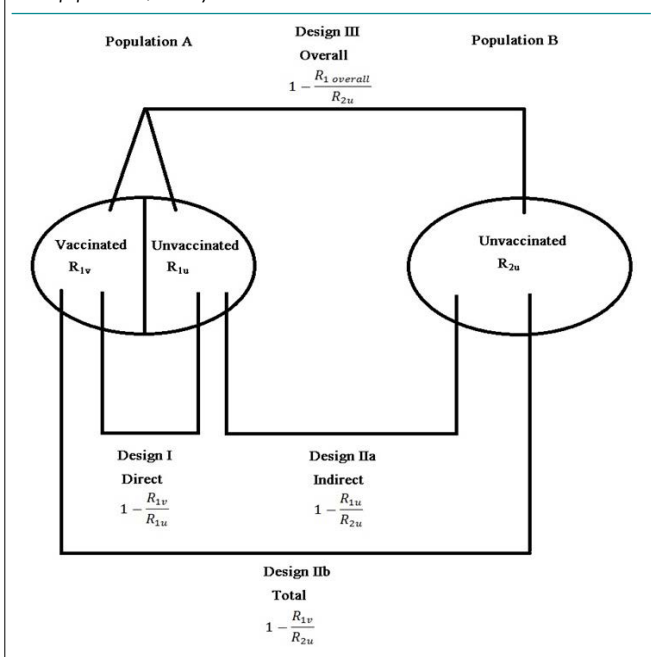 Population A
Design III
Population B
Overall
1 − R1 overall / R2u
Vaccinated
R1v
Unvaccinated
R1u
Unvaccinated
R2u
Design I
Direct
1 − R1v / R1u
Design IIa
Indirect
1 − R1u / R2u
Design IIb
Total
1 − R1v / R2u